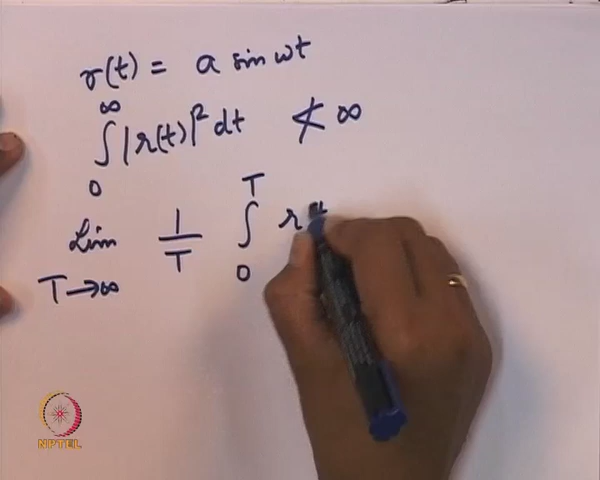 r(t) = a sin ωt
∞
∫ |r(t)|² dt ≮ ∞
0
Lim 1/T ∫ r
T
T→∞ 0
NPTEL